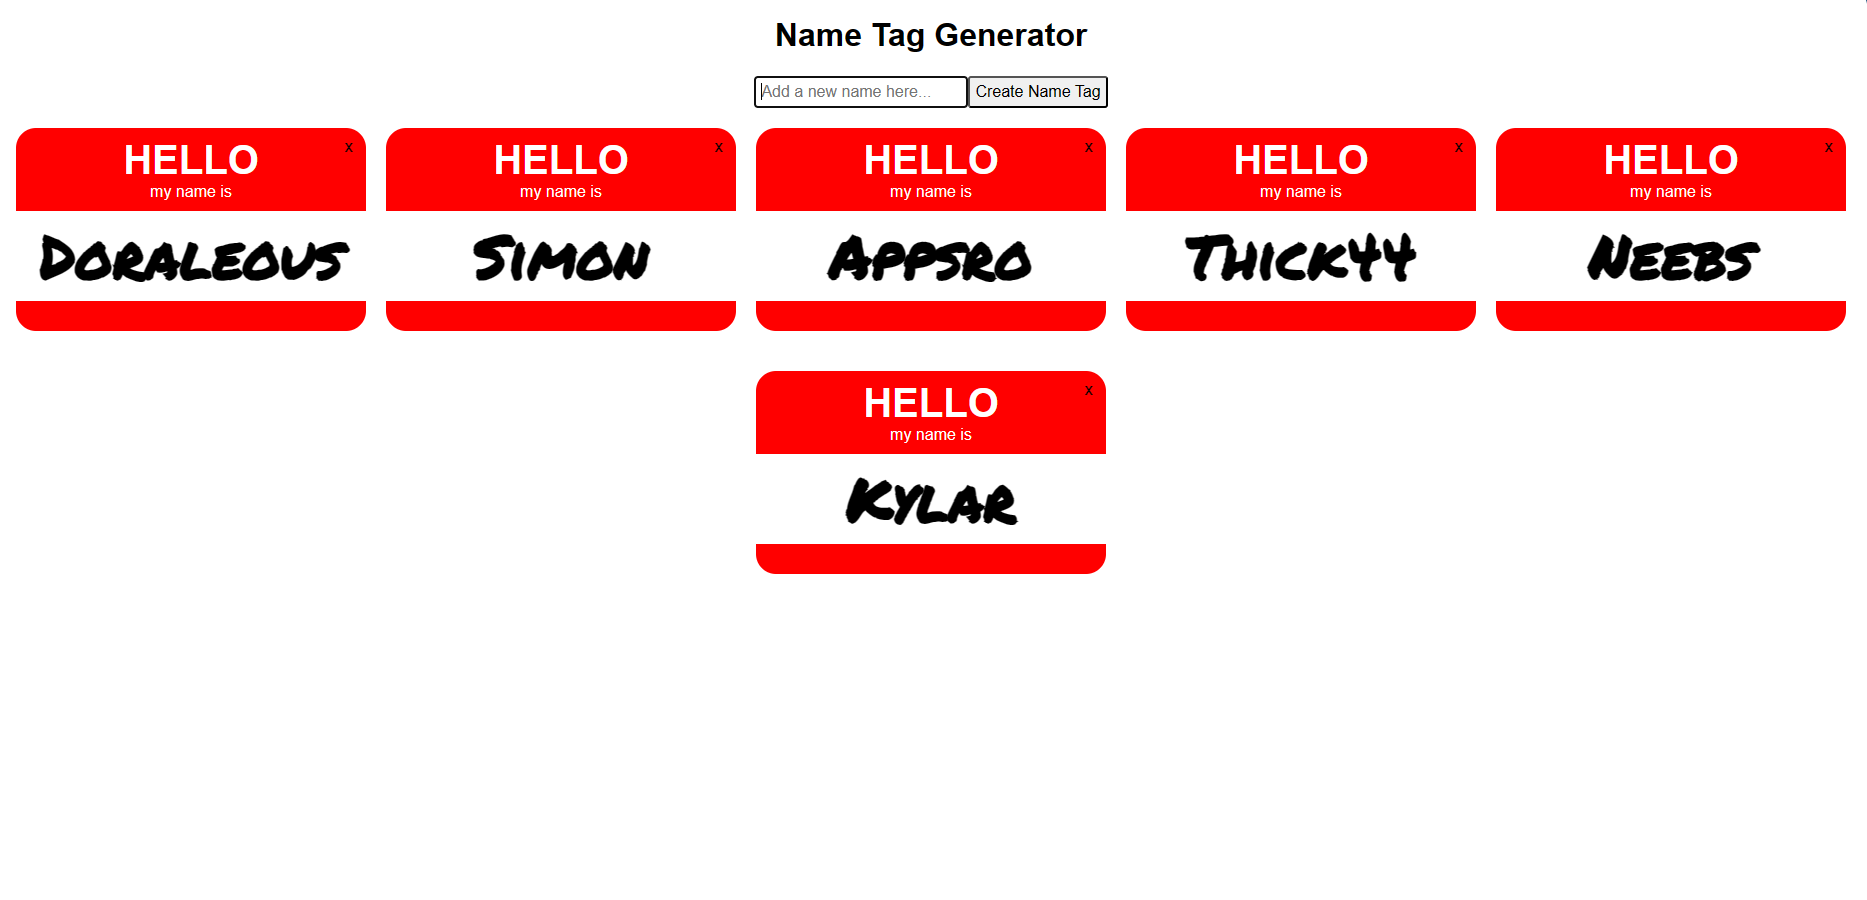 Name Tag Generator
Add a new name here... Create Name Tag
HELLO x
my name is
Doraleous
HELLO x
my name is
Simon
HELLO x
my name is
Appsro
HELLO x
my name is
Thick44
HELLO x
my name is
Neebs
HELLO x
my name is
Kylar